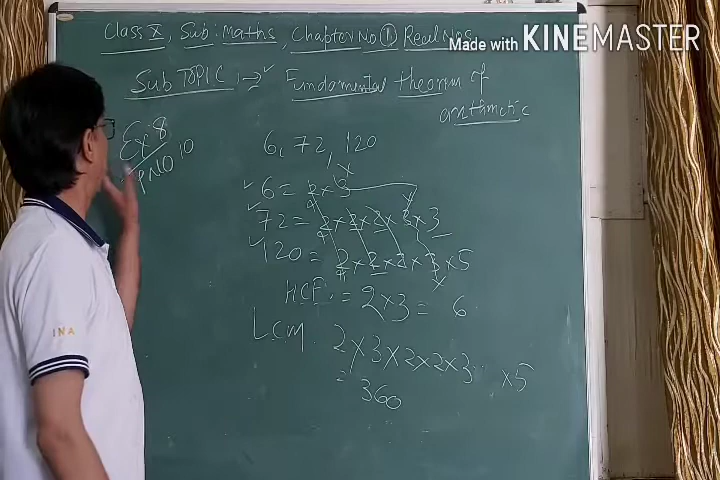 Class X, Sub: Maths, Chapter No ① Real Nos.
Made with KINEMASTER
Sub TOPIC :→ Fundamental theorem of
arithmetic
Ex 8
P.NO 10
6, 72, 120
6 = 2 × 3
72 = 2 × 2 × 2 × 3 × 3
120 = 2 × 2 × 2 × 3 × 5
HCF = 2 × 3 = 6
LCM 2 × 3 × 2 × 2 × 3 × 5
= 360
INA